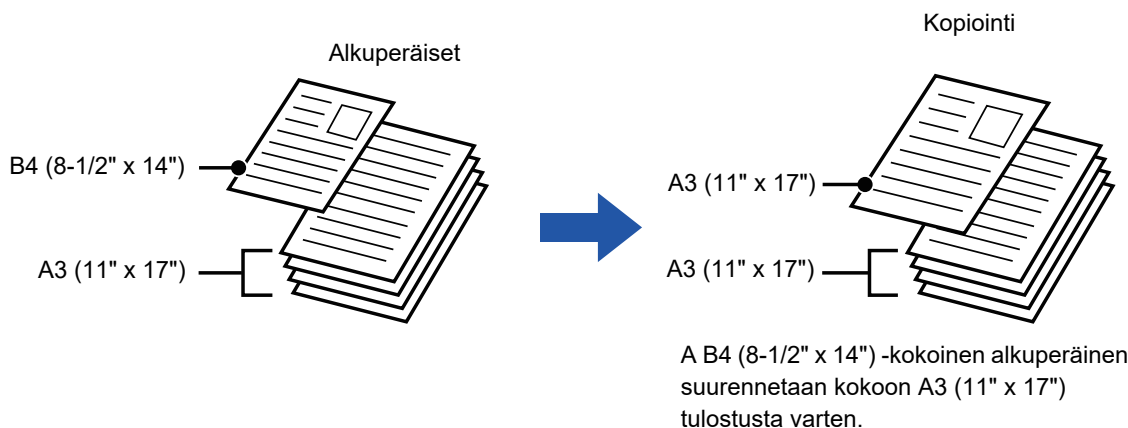 Alkuperäiset
B4 (8-1/2" x 14")
A3 (11" x 17")
Kopiointi
A3 (11" x 17")
A3 (11" x 17")
A B4 (8-1/2" x 14") -kokoinen alkuperäinen
suurennetaan kokoon A3 (11" x 17")
tulostusta varten.